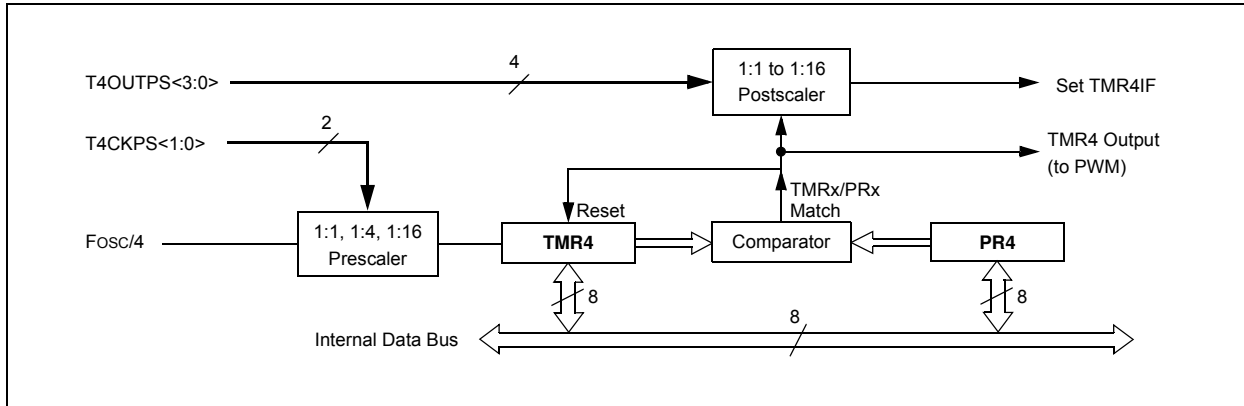 T4OUTPS<3:0>
4
1:1 to 1:16
Postscaler
Set TMR4IF
T4CKPS<1:0>
2
TMR4 Output
(to PWM)
TMRx/PRx
Match
Reset
FOSC/4
1:1, 1:4, 1:16
Prescaler
TMR4
Comparator
PR4
8
8
8
Internal Data Bus